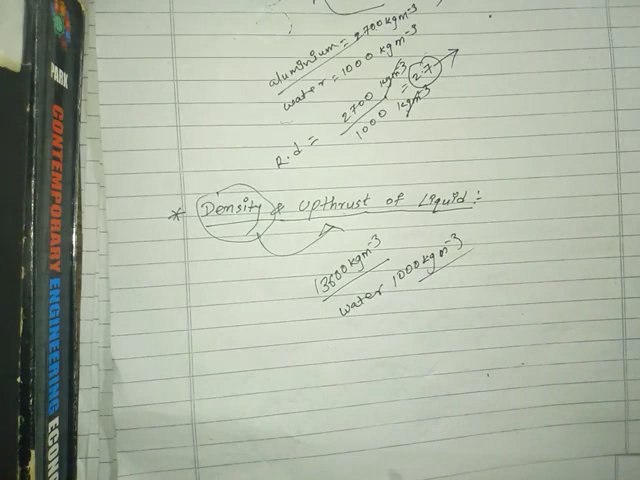 aluminium = 2700 kgm-3
water = 1000 kgm-3
R.d = 2700 kgm-3 / 1000 kgm-3 = 2.7
* Density & Upthrust of Liquid :-
13600 kgm-3
water 1000 kgm-3
PARK
CONTEMPORARY ENGINEERING ECON